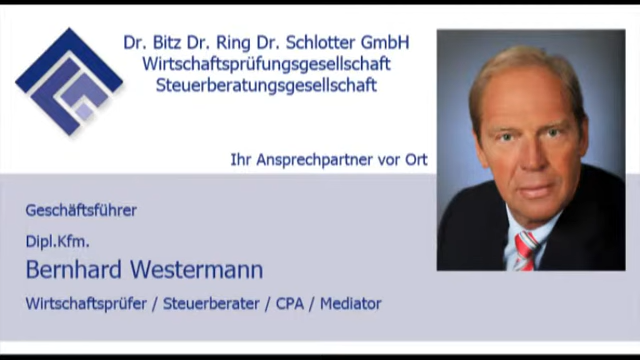 Dr. Bitz Dr. Ring Dr. Schlotter GmbH
Wirtschaftsprüfungsgesellschaft
Steuerberatungsgesellschaft
Ihr Ansprechpartner vor Ort
Geschäftsführer
Dipl.Kfm.
Bernhard Westermann
Wirtschaftsprüfer / Steuerberater / CPA / Mediator